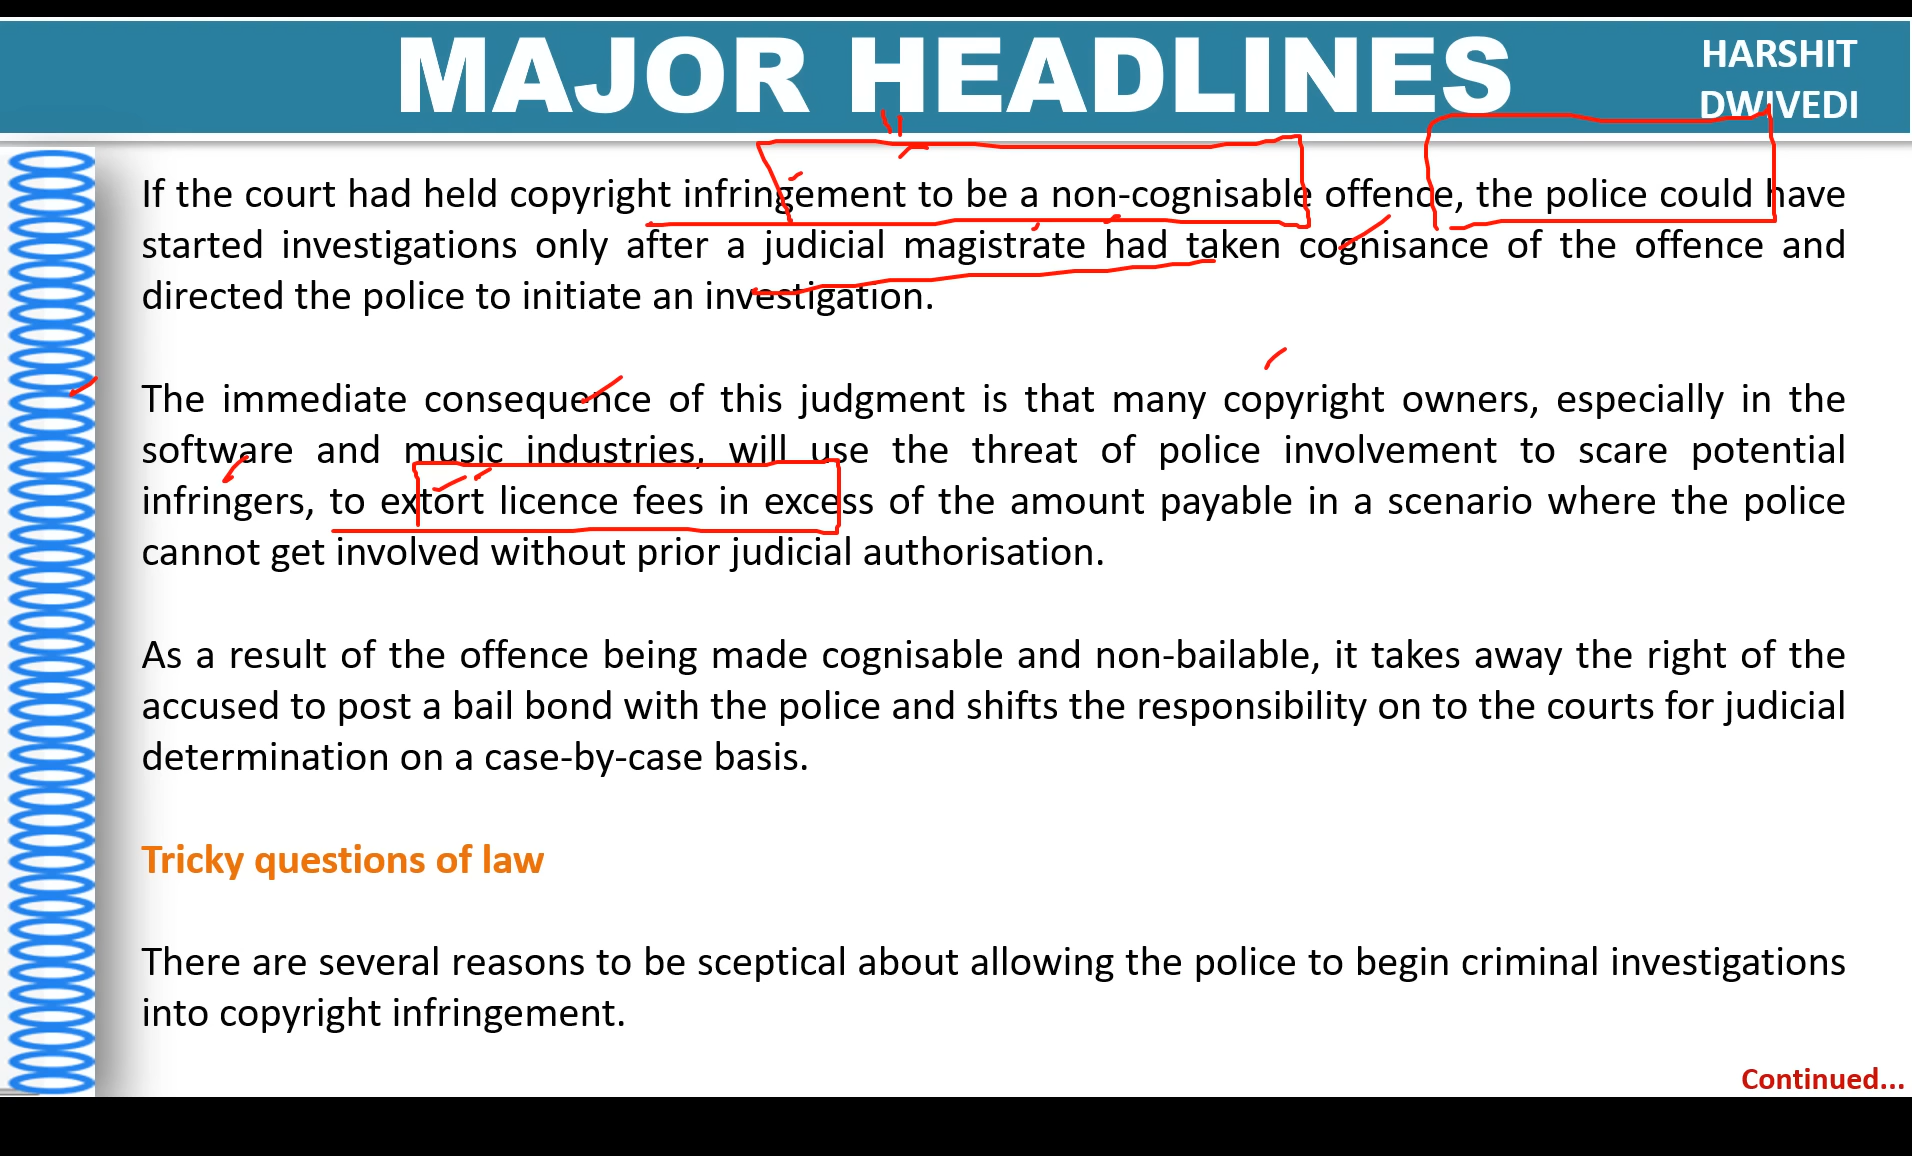 MAJOR HEADLINES
HARSHIT
DWIVEDI
If the court had held copyright infringement to be a non-cognisable offence, the police could have
started investigations only after a judicial magistrate had taken cognisance of the offence and
directed the police to initiate an investigation.
The immediate consequence of this judgment is that many copyright owners, especially in the
software and music industries, will use the threat of police involvement to scare potential
infringers, to extort licence fees in excess of the amount payable in a scenario where the police
cannot get involved without prior judicial authorisation.
As a result of the offence being made cognisable and non-bailable, it takes away the right of the
accused to post a bail bond with the police and shifts the responsibility on to the courts for judicial
determination on a case-by-case basis.
Tricky questions of law
There are several reasons to be sceptical about allowing the police to begin criminal investigations
into copyright infringement.
Continued...